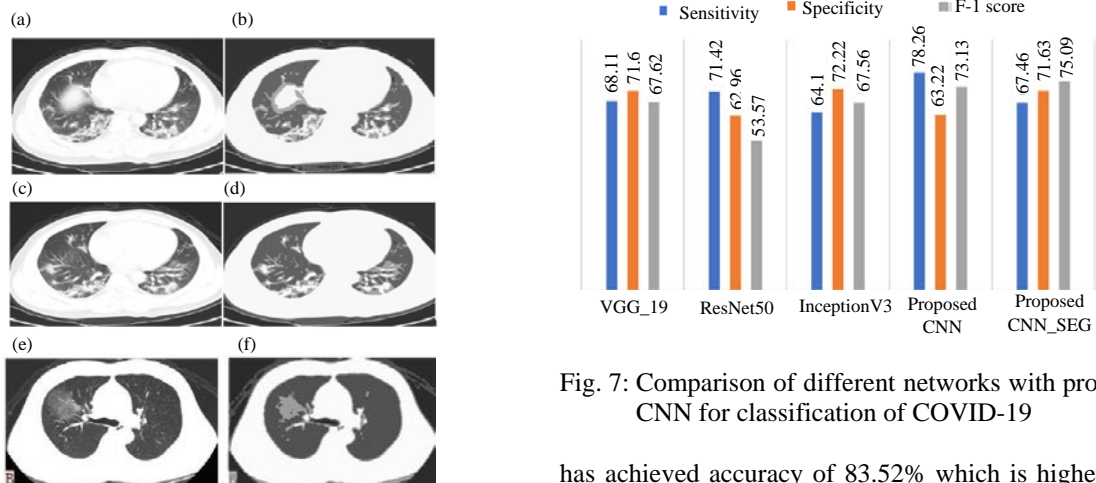 (a)
(b)
(c)
(d)
(e)
(f)
Sensitivity
Specificity
F-1 score
68.11
71.6
67.62
71.42
62.96
53.57
64.1
72.22
67.56
78.26
63.22
73.13
67.46
71.63
75.09
VGG_19
ResNet50
InceptionV3
Proposed
CNN
Proposed
CNN_SEG
Fig. 7: Comparison of different networks with pro
CNN for classification of COVID-19
has achieved accuracy of 83.52% which is highe